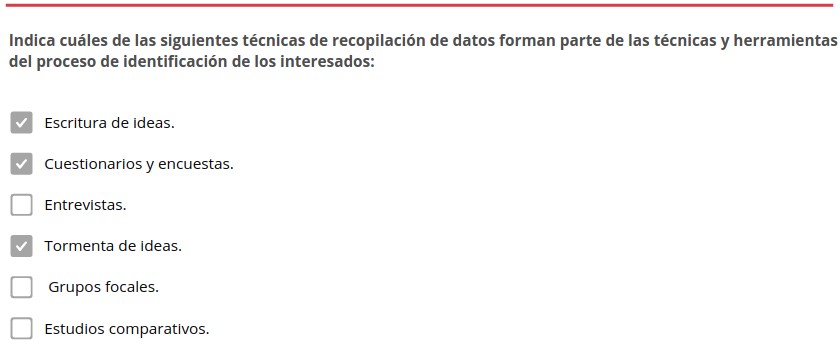 Indica cuáles de las siguientes técnicas de recopilación de datos forman parte de las técnicas y herramientas
del proceso de identificación de los interesados:
Escritura de ideas.
Cuestionarios y encuestas.
Entrevistas.
Tormenta de ideas.
Grupos focales.
Estudios comparativos.